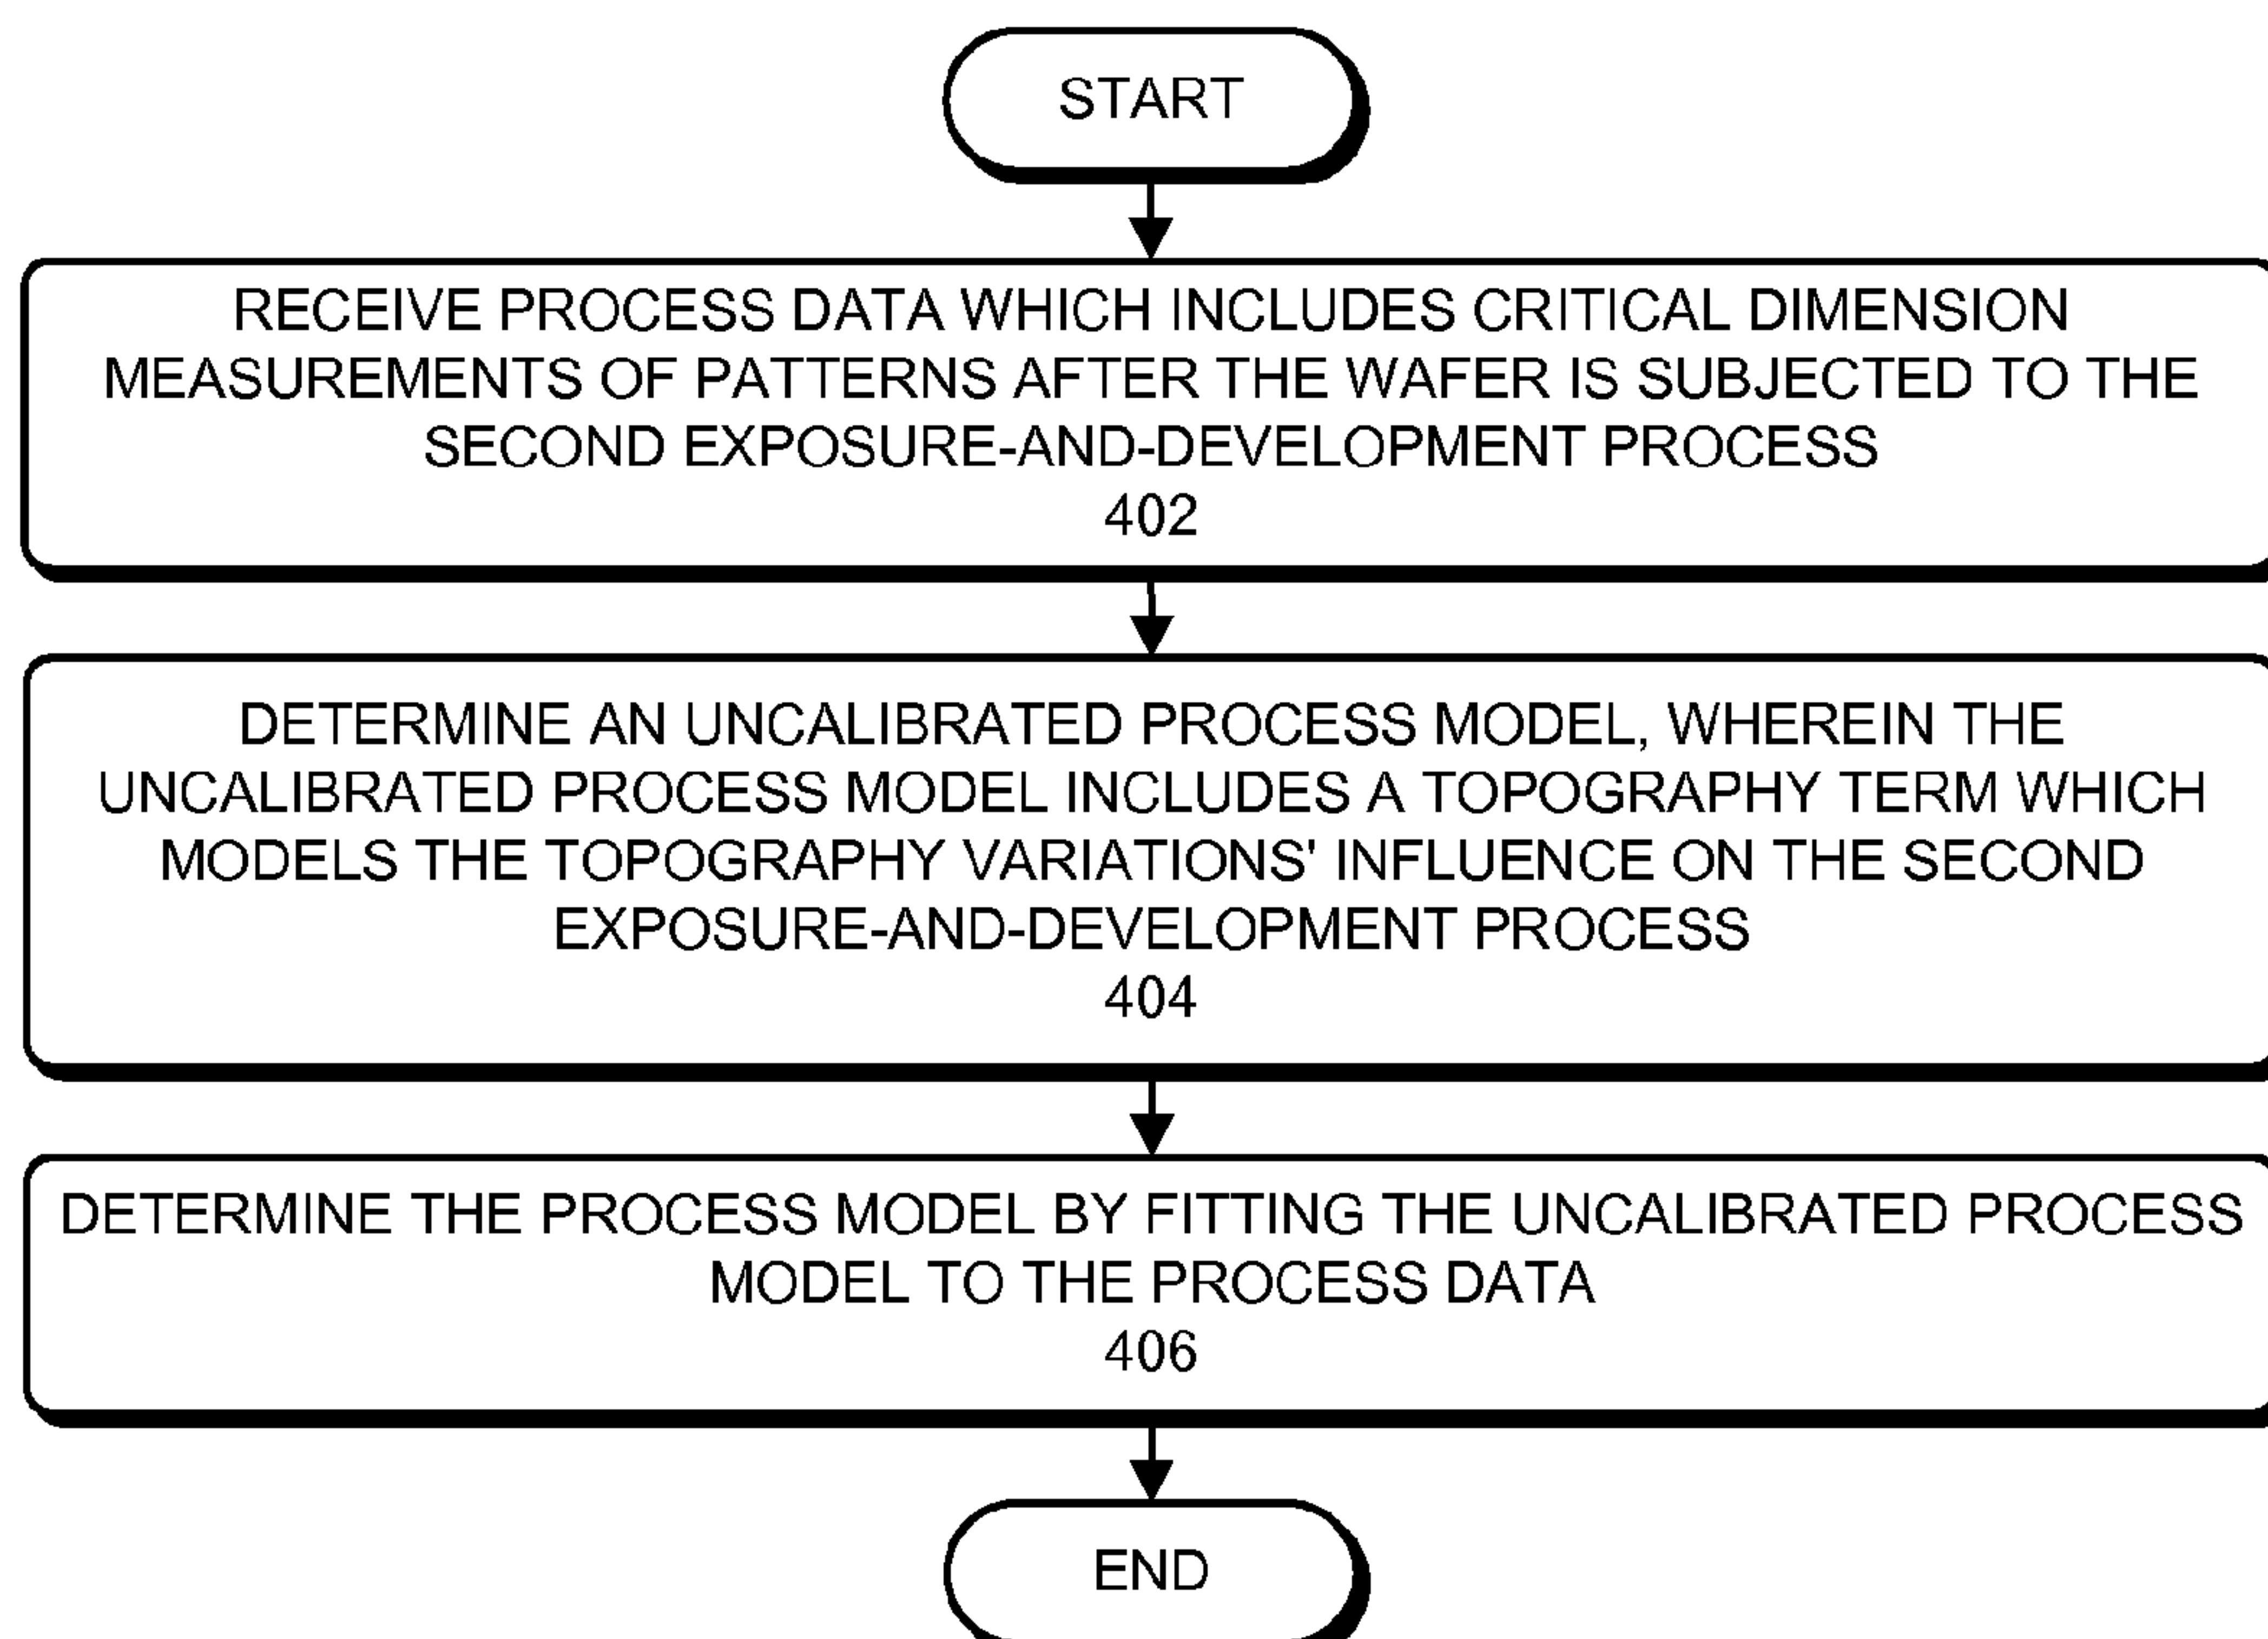 START
RECEIVE PROCESS DATA WHICH INCLUDES CRITICAL DIMENSION
MEASUREMENTS OF PATTERNS AFTER THE WAFER IS SUBJECTED TO THE
SECOND EXPOSURE-AND-DEVELOPMENT PROCESS
402
DETERMINE AN UNCALIBRATED PROCESS MODEL, WHEREIN THE
UNCALIBRATED PROCESS MODEL INCLUDES A TOPOGRAPHY TERM WHICH
MODELS THE TOPOGRAPHY VARIATIONS' INFLUENCE ON THE SECOND
EXPOSURE-AND-DEVELOPMENT PROCESS
404
DETERMINE THE PROCESS MODEL BY FITTING THE UNCALIBRATED PROCESS
MODEL TO THE PROCESS DATA
406
END